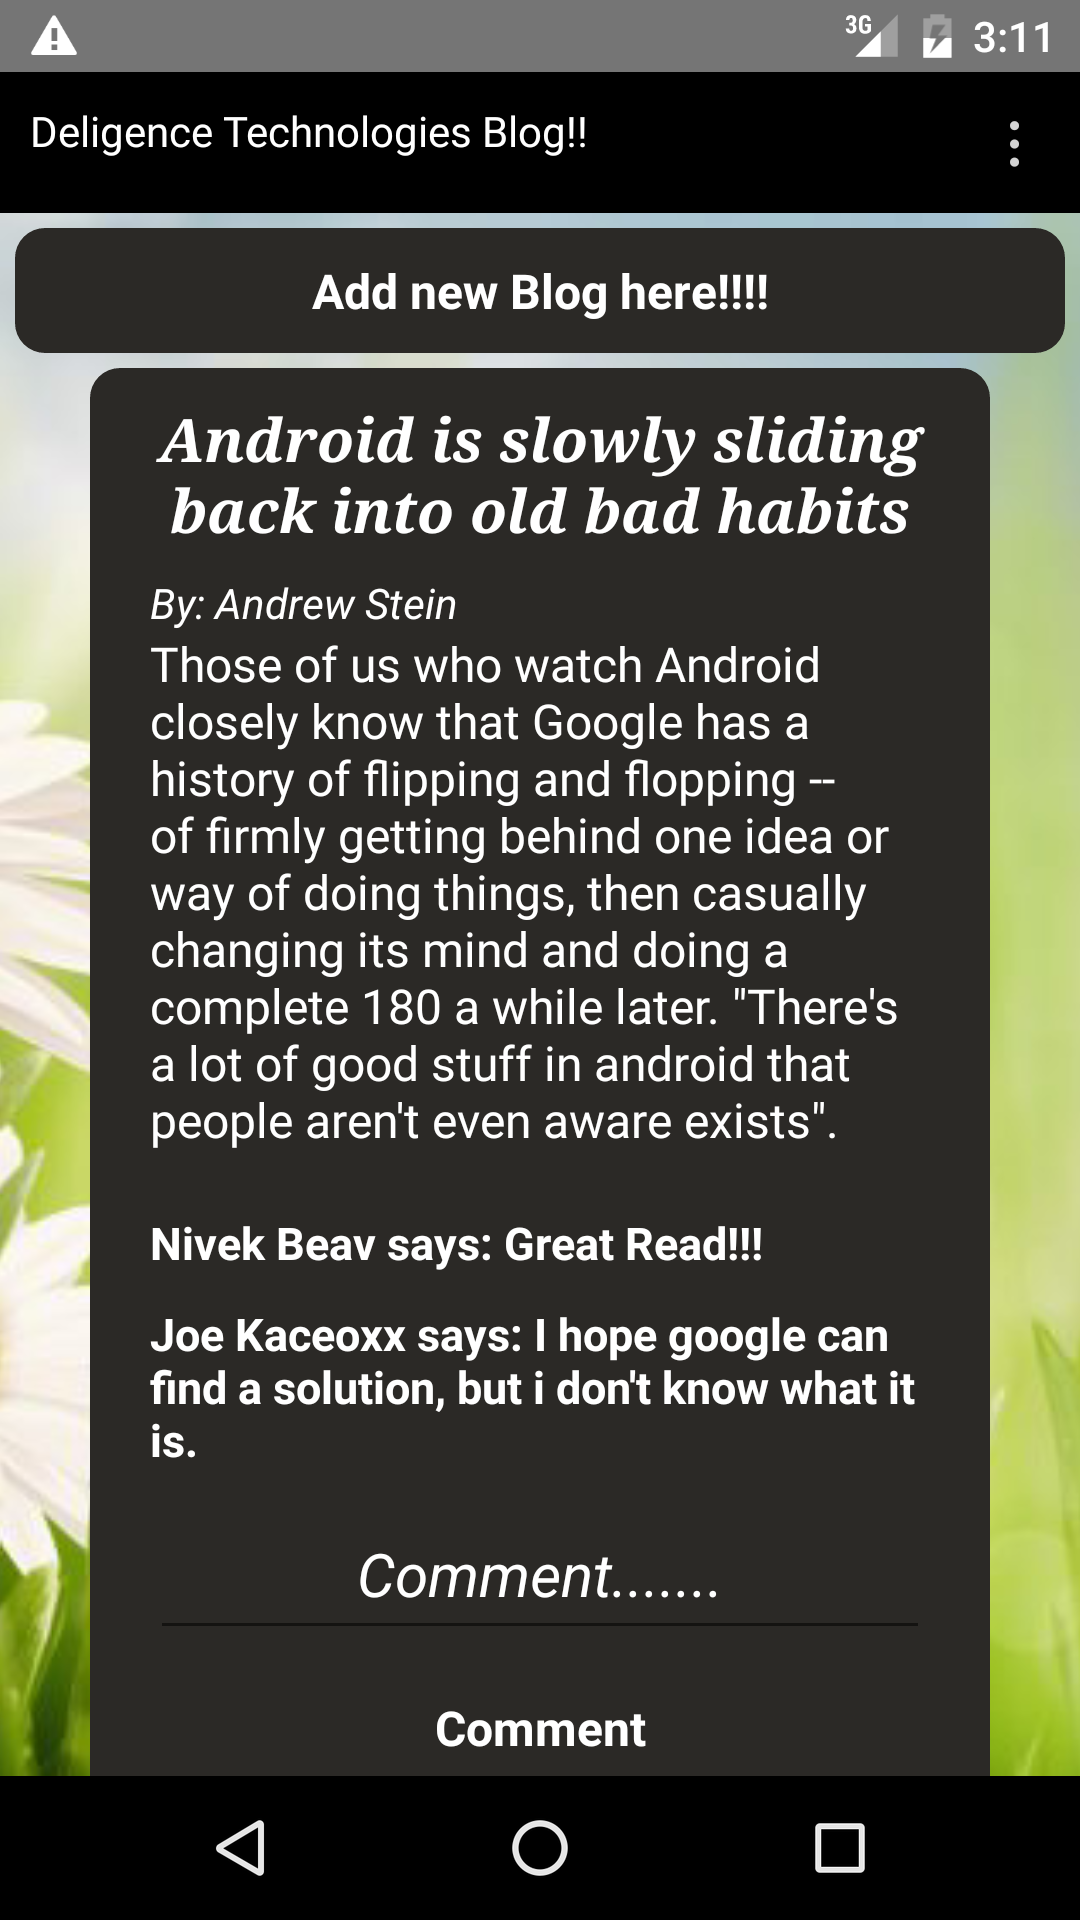 3G 3:11
Deligence Technologies Blog!!
Add new Blog here!!!!
Android is slowly sliding
back into old bad habits
By: Andrew Stein
Those of us who watch Android
closely know that Google has a
history of flipping and flopping --
of firmly getting behind one idea or
way of doing things, then casually
changing its mind and doing a
complete 180 a while later. "There's
a lot of good stuff in android that
people aren't even aware exists".
Nivek Beav says: Great Read!!!
Joe Kaceoxx says: I hope google can
find a solution, but i don't know what it
is.
Comment.......
Comment